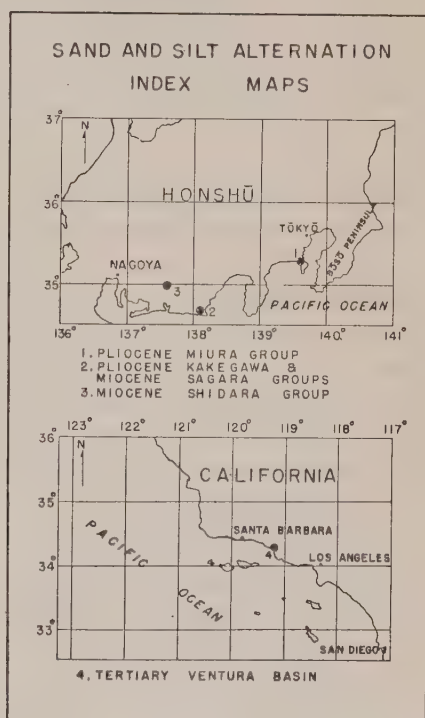 SAND AND SILT ALTERNATION
INDEX MAPS
37°
N
HONSHŪ
36°
TŌKYŌ
1
BŌSŌ PENINSUL
NAGOYA
35°
3
2
PACIFIC OCEAN
136° 137° 138° 139° 140° 141°
1. PLIOCENE MIURA GROUP
2. PLIOCENE KAKEGAWA &
MIOCENE SAGARA GROUPS
3. MIOCENE SHIDARA GROUP
123° 122° 121° 120° 119° 118° 117°
36°
N
CALIFORNIA
35°
PACIFIC
OCEAN
SANTA BARBARA
4
LOS ANGELES
34°
33°
SAN DIEGO
4. TERTIARY VENTURA BASIN